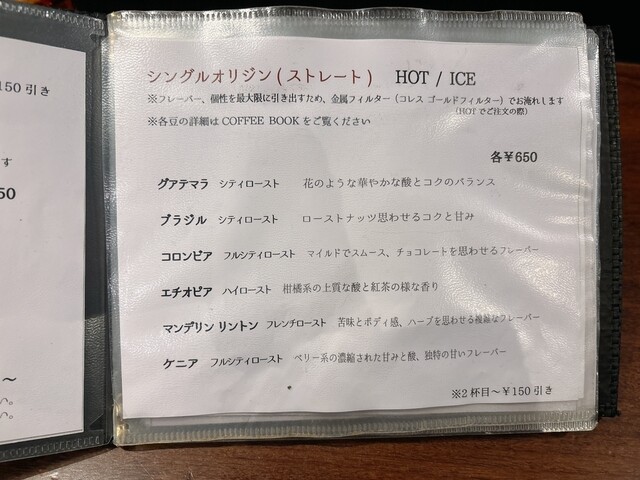 150引き
す
50
～
い。
い。
シングルオリジン(ストレート)　HOT / ICE
※フレーバー、個性を最大限に引き出すため、金属フィルター（コレス ゴールドフィルター）でお淹れします
（HOTでご注文の際）
※各豆の詳細は COFFEE BOOK をご覧ください
各￥650
グアテマラ　シティロースト　花のような華やかな酸とコクのバランス
ブラジル　シティロースト　ローストナッツ思わせるコクと甘み
コロンビア　フルシティロースト　マイルドでスムース、チョコレートを思わせるフレーバー
エチオピア　ハイロースト　柑橘系の上質な酸と紅茶の様な香り
マンデリン リントン　フレンチロースト　苦味とボディ感、ハーブを思わせる複雑なフレーバー
ケニア　フルシティロースト　ベリー系の濃縮された甘みと酸、独特の甘いフレーバー
※2杯目～￥150引き